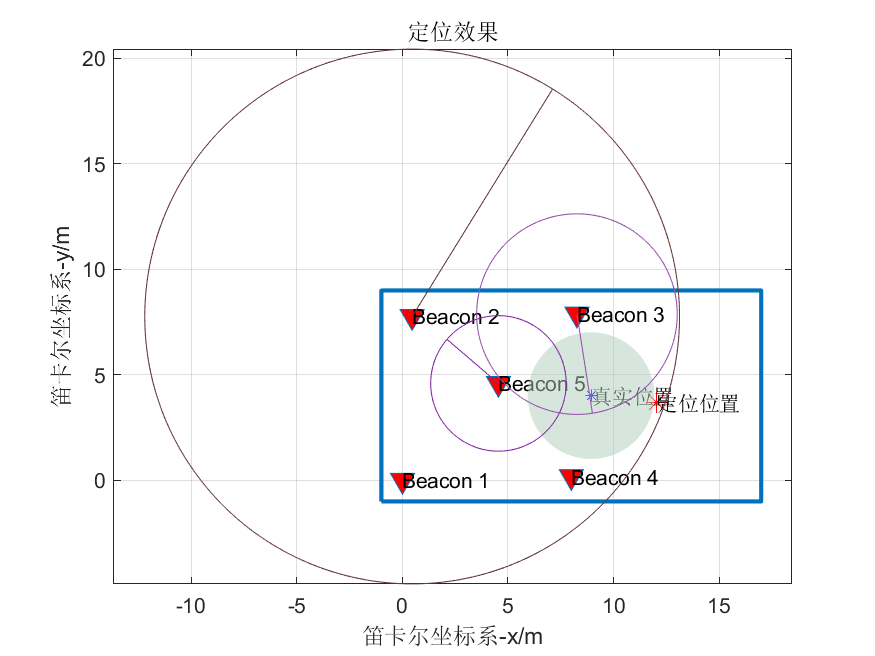 定位效果
笛卡尔坐标系-y/m
20
15
10
5
0
Beacon 2
Beacon 3
Beacon 5
真实位置
定位位置
Beacon 1
Beacon 4
-10
-5
0
5
10
15
笛卡尔坐标系-x/m